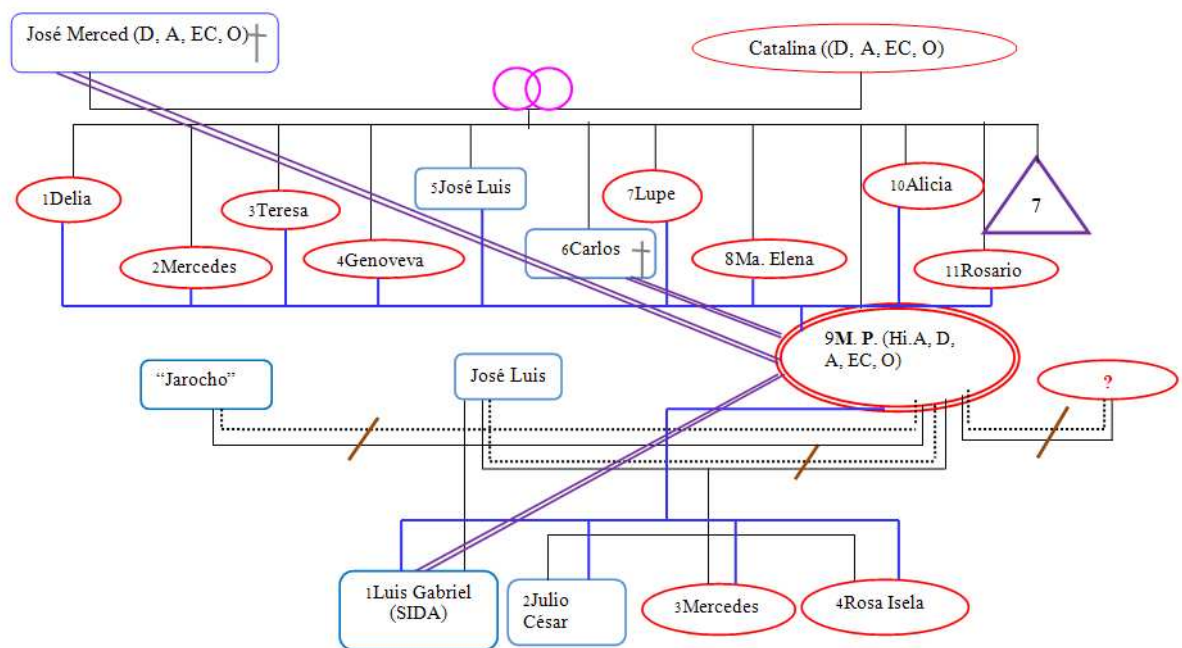 José Merced (D, A, EC, O)
Catalina ((D, A, EC, O)
1Delia
2Mercedes
3Teresa
4Genoveva
5José Luis
6Carlos
7Lupe
8Ma. Elena
10Alicia
7
11Rosario
9M. P. (Hi.A, D,
A, EC, O)
“Jarocho”
José Luis
?
1Luis Gabriel
(SIDA)
2Julio
César
3Mercedes
4Rosa Isela